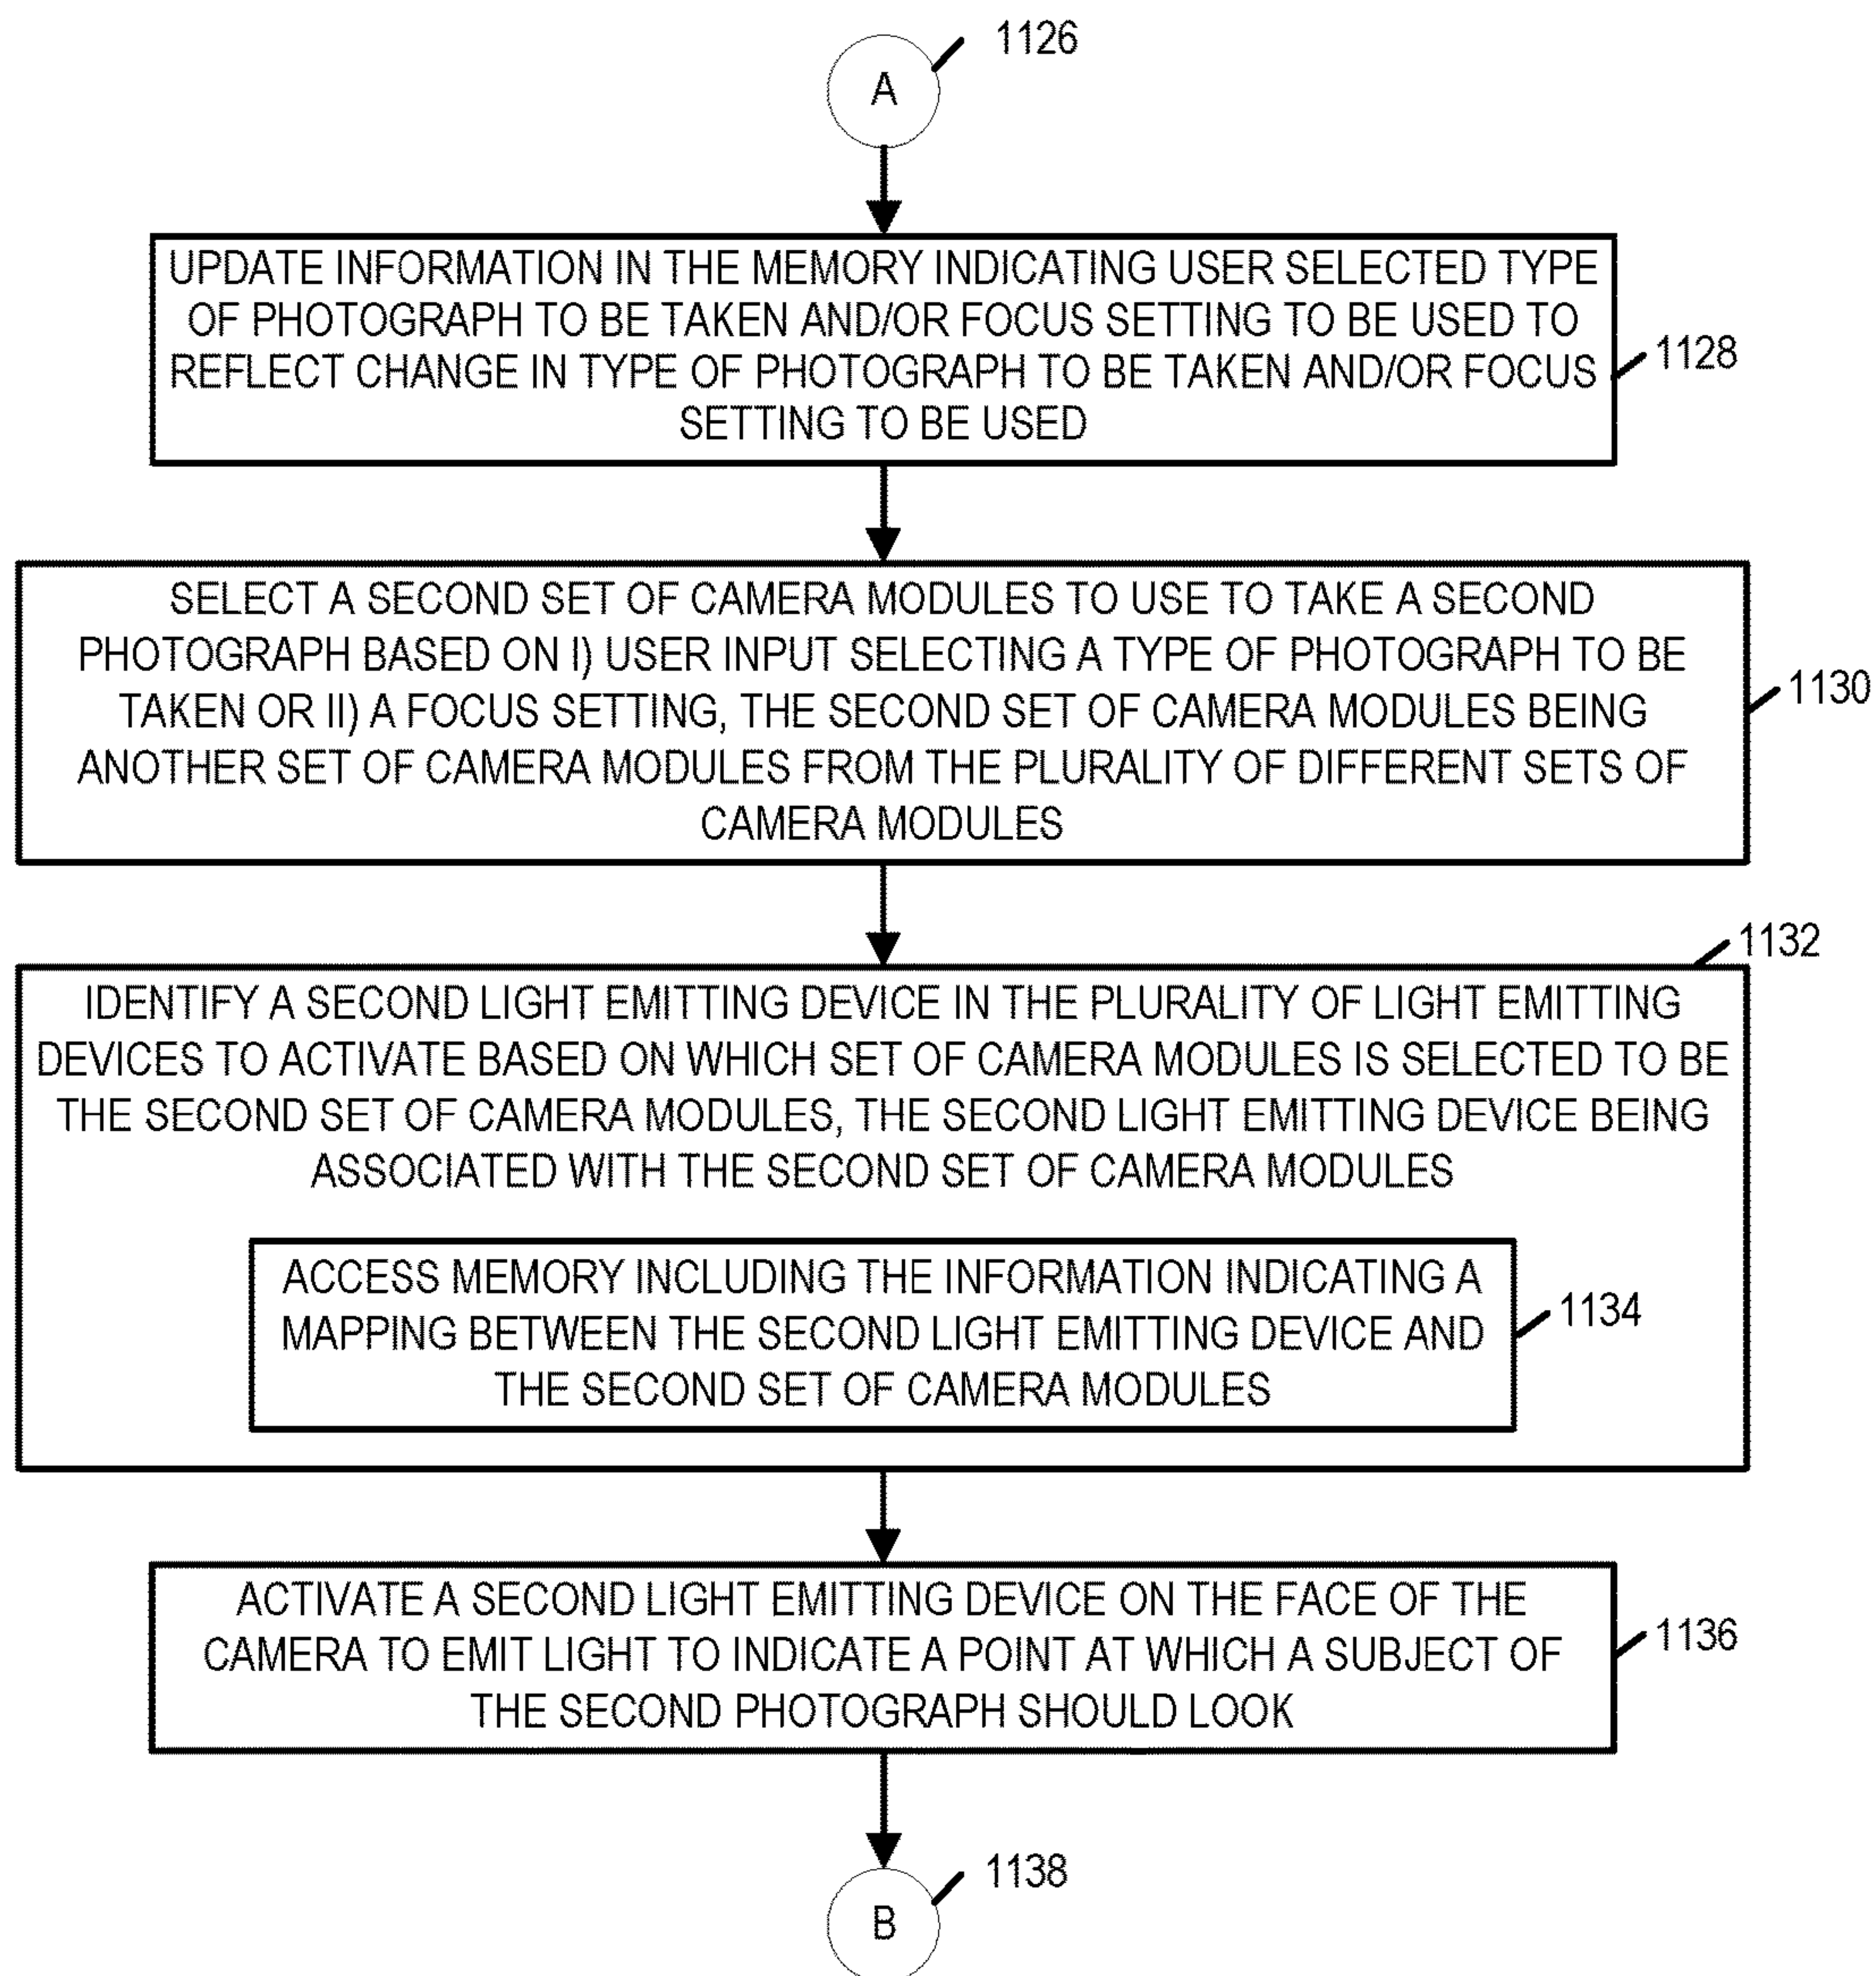 1126
A
UPDATE INFORMATION IN THE MEMORY INDICATING USER SELECTED TYPE
OF PHOTOGRAPH TO BE TAKEN AND/OR FOCUS SETTING TO BE USED TO
REFLECT CHANGE IN TYPE OF PHOTOGRAPH TO BE TAKEN AND/OR FOCUS
SETTING TO BE USED
1128
SELECT A SECOND SET OF CAMERA MODULES TO USE TO TAKE A SECOND
PHOTOGRAPH BASED ON I) USER INPUT SELECTING A TYPE OF PHOTOGRAPH TO BE
TAKEN OR II) A FOCUS SETTING, THE SECOND SET OF CAMERA MODULES BEING
ANOTHER SET OF CAMERA MODULES FROM THE PLURALITY OF DIFFERENT SETS OF
CAMERA MODULES
1130
1132
IDENTIFY A SECOND LIGHT EMITTING DEVICE IN THE PLURALITY OF LIGHT EMITTING
DEVICES TO ACTIVATE BASED ON WHICH SET OF CAMERA MODULES IS SELECTED TO BE
THE SECOND SET OF CAMERA MODULES, THE SECOND LIGHT EMITTING DEVICE BEING
ASSOCIATED WITH THE SECOND SET OF CAMERA MODULES
ACCESS MEMORY INCLUDING THE INFORMATION INDICATING A
MAPPING BETWEEN THE SECOND LIGHT EMITTING DEVICE AND
THE SECOND SET OF CAMERA MODULES
1134
ACTIVATE A SECOND LIGHT EMITTING DEVICE ON THE FACE OF THE
CAMERA TO EMIT LIGHT TO INDICATE A POINT AT WHICH A SUBJECT OF
THE SECOND PHOTOGRAPH SHOULD LOOK
1136
1138
B